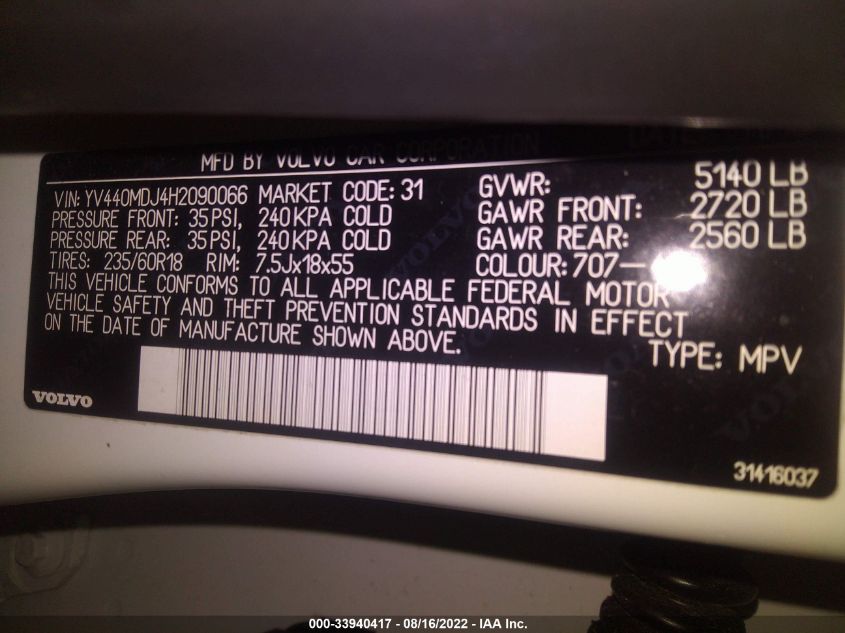 MFD BY VOLVO CAR CORPORATION
VIN: YV440MDJ4H2090066 MARKET CODE: 31 GVWR: 5140 LB
PRESSURE FRONT: 35 PSI, 240 KPA COLD GAWR FRONT: 2720 LB
PRESSURE REAR: 35 PSI, 240 KPA COLD GAWR REAR: 2560 LB
TIRES: 235/60R18 RIM: 7.5Jx18x55 COLOUR: 707–
THIS VEHICLE CONFORMS TO ALL APPLICABLE FEDERAL MOTOR
VEHICLE SAFETY AND THEFT PREVENTION STANDARDS IN EFFECT
ON THE DATE OF MANUFACTURE SHOWN ABOVE.
TYPE: MPV
VOLVO
31416037
000-33940417 - 08/16/2022 - IAA Inc.